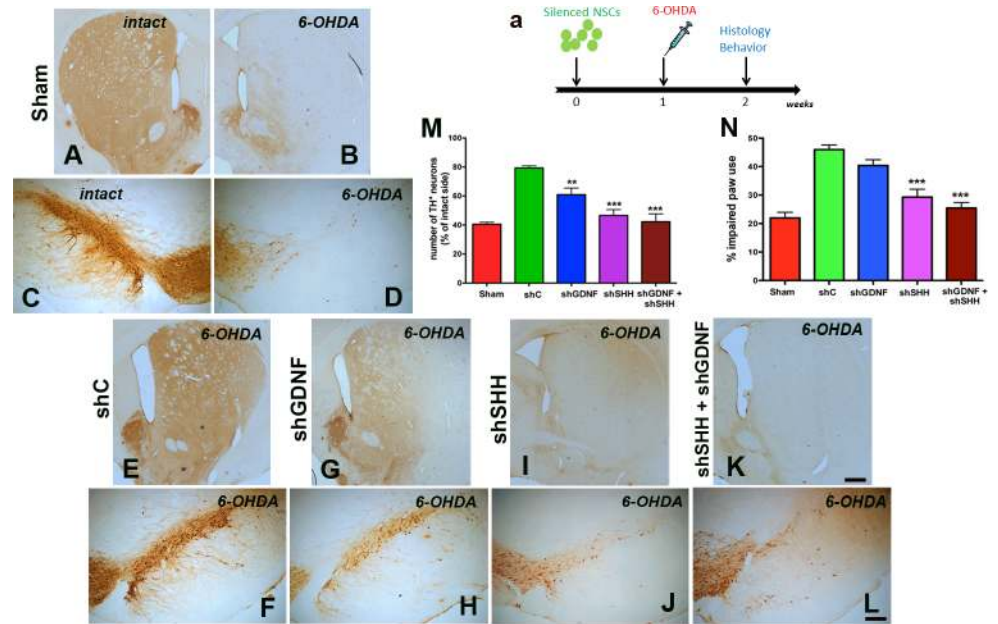 intact
6-OHDA
Sham
A
B
intact
6-OHDA
C
D
a
Silenced NSCs
6-OHDA
Histology
Behavior
0
1
2
weeks
M
number of TH+ neurons
(% of intact side)
100
80
60
40
20
0
**
***
***
Sham
shC
shGDNF
shSHH
shGDNF +
shSHH
N
% impaired paw use
50
40
30
20
10
0
***
***
Sham
shC
shGDNF
shSHH
shGDNF +
shSHH
shC
6-OHDA
E
shGDNF
6-OHDA
G
shSHH
6-OHDA
I
shSHH + shGDNF
6-OHDA
K
6-OHDA
F
6-OHDA
H
6-OHDA
J
6-OHDA
L